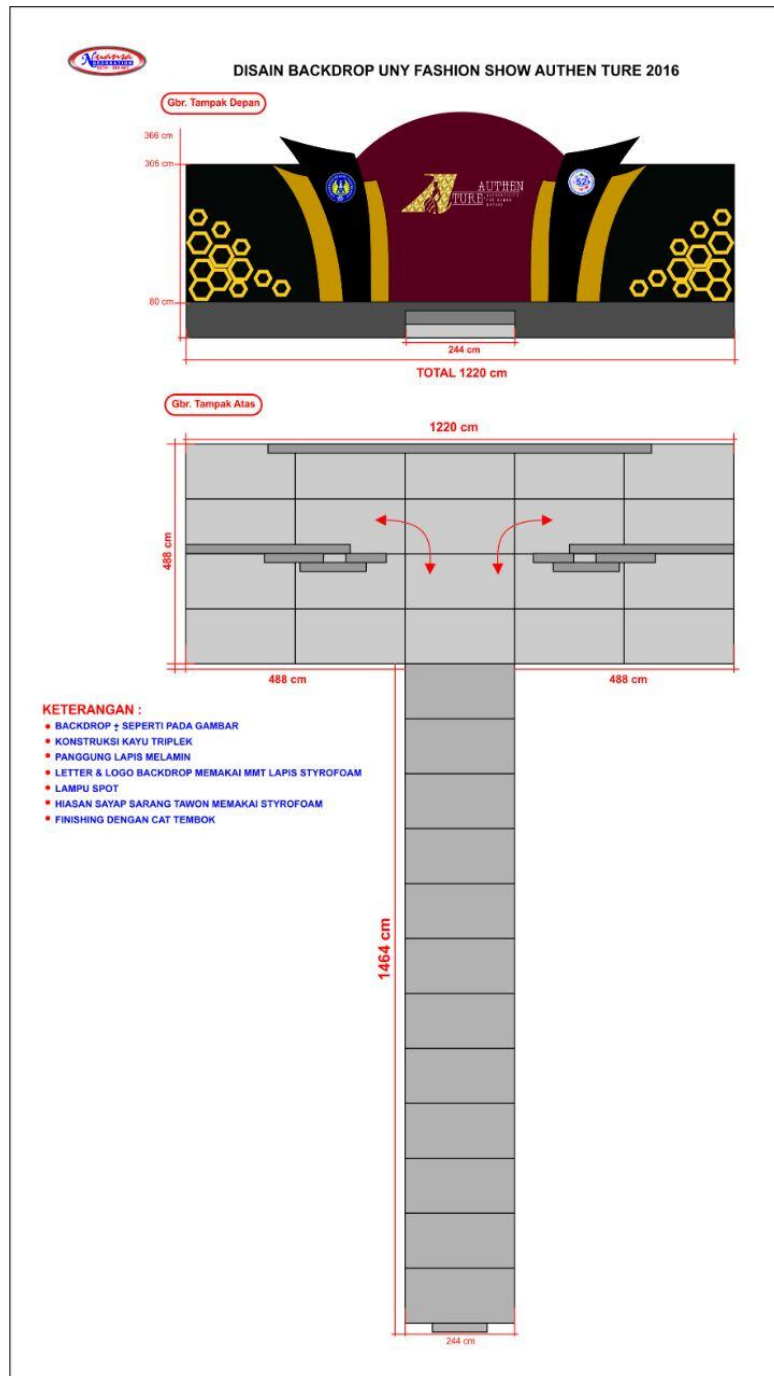 Nuansa
DECORATION
DISAIN BACKDROP UNY FASHION SHOW AUTHEN TURE 2016
Gbr. Tampak Depan
366 cm
305 cm
80 cm
AUTHEN
TURE
52
244 cm
TOTAL 1220 cm
Gbr. Tampak Atas
1220 cm
488 cm
488 cm
488 cm
KETERANGAN :
• BACKDROP ± SEPERTI PADA GAMBAR
• KONSTRUKSI KAYU TRIPLEK
• PANGGUNG LAPIS MELAMIN
• LETTER & LOGO BACKDROP MEMAKAI MMT LAPIS STYROFOAM
• LAMPU SPOT
• HIASAN SAYAP SARANG TAWON MEMAKAI STYROFOAM
• FINISHING DENGAN CAT TEMBOK
1464 cm
244 cm